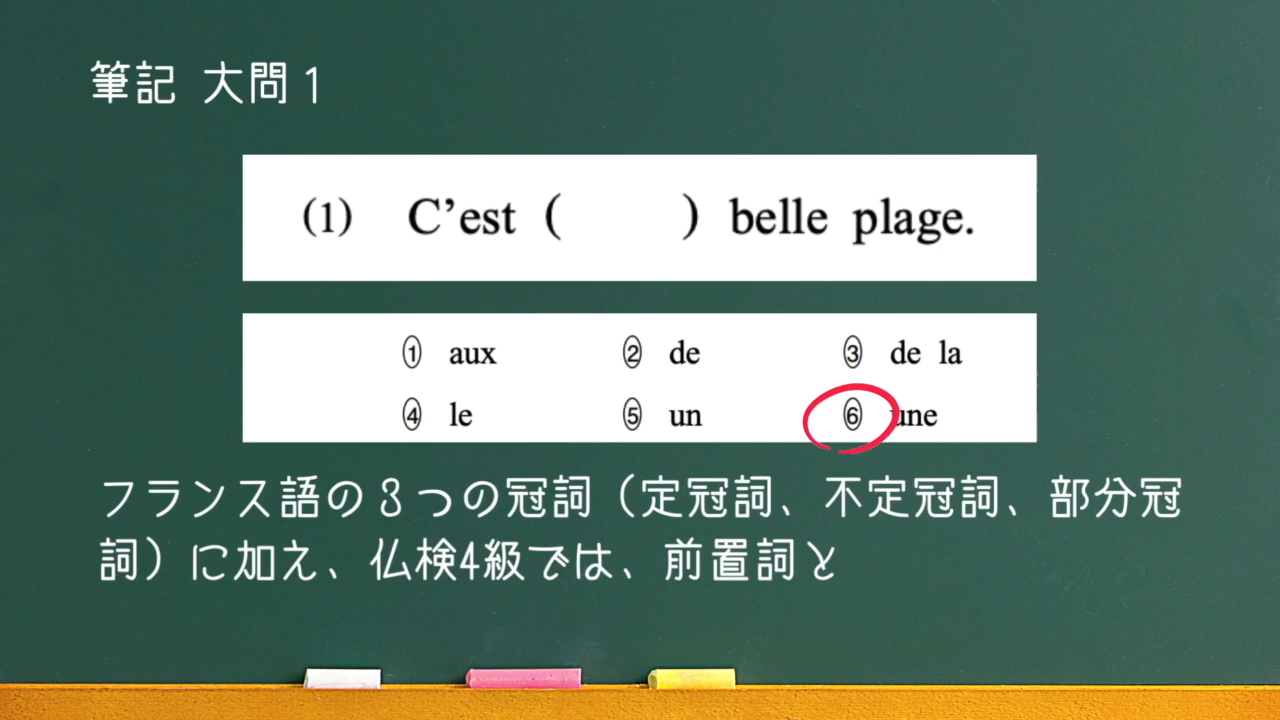 筆記 大問1
(1) C'est (      ) belle plage.
① aux ② de ③ de la
④ le ⑤ un ⑥ une
フランス語の3つの冠詞（定冠詞、不定冠詞、部分冠
詞）に加え、仏検4級では、前置詞と